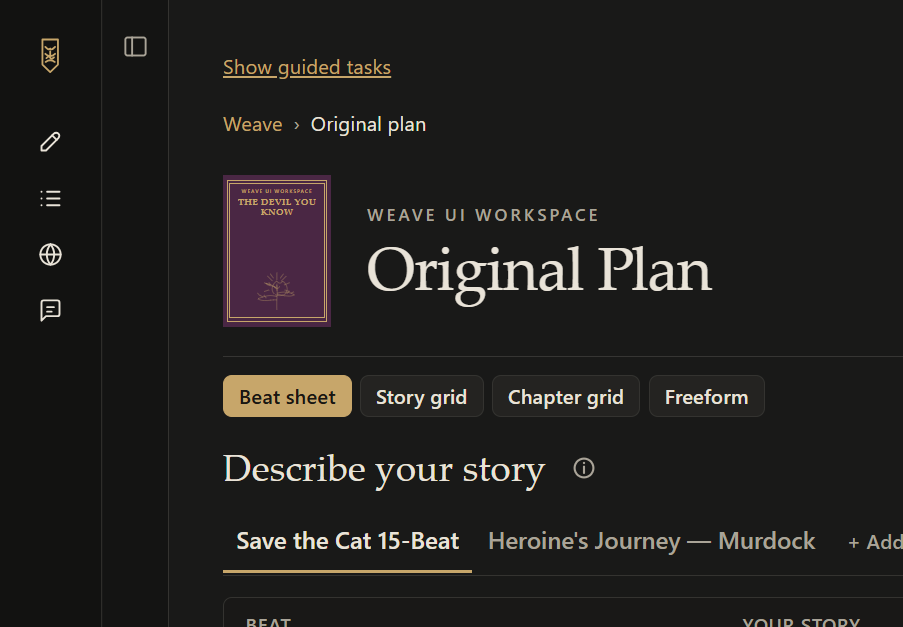 Show guided tasks
Weave › Original plan
WEAVE UI WORKSPACE
THE DEVIL YOU
KNOW
WEAVE UI WORKSPACE
Original Plan
Beat sheet Story grid Chapter grid Freeform
Describe your story
Save the Cat 15-Beat Heroine's Journey — Murdock + Add
BEAT YOUR STORY